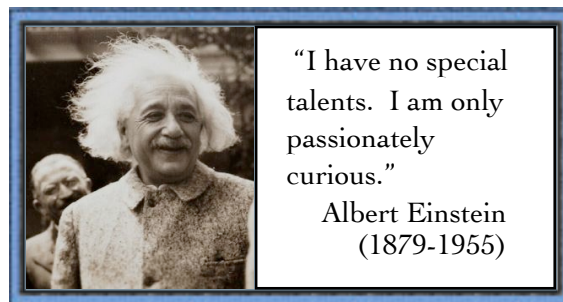 “I have no special
talents.  I am only
passionately
curious.”
Albert Einstein
(1879-1955)